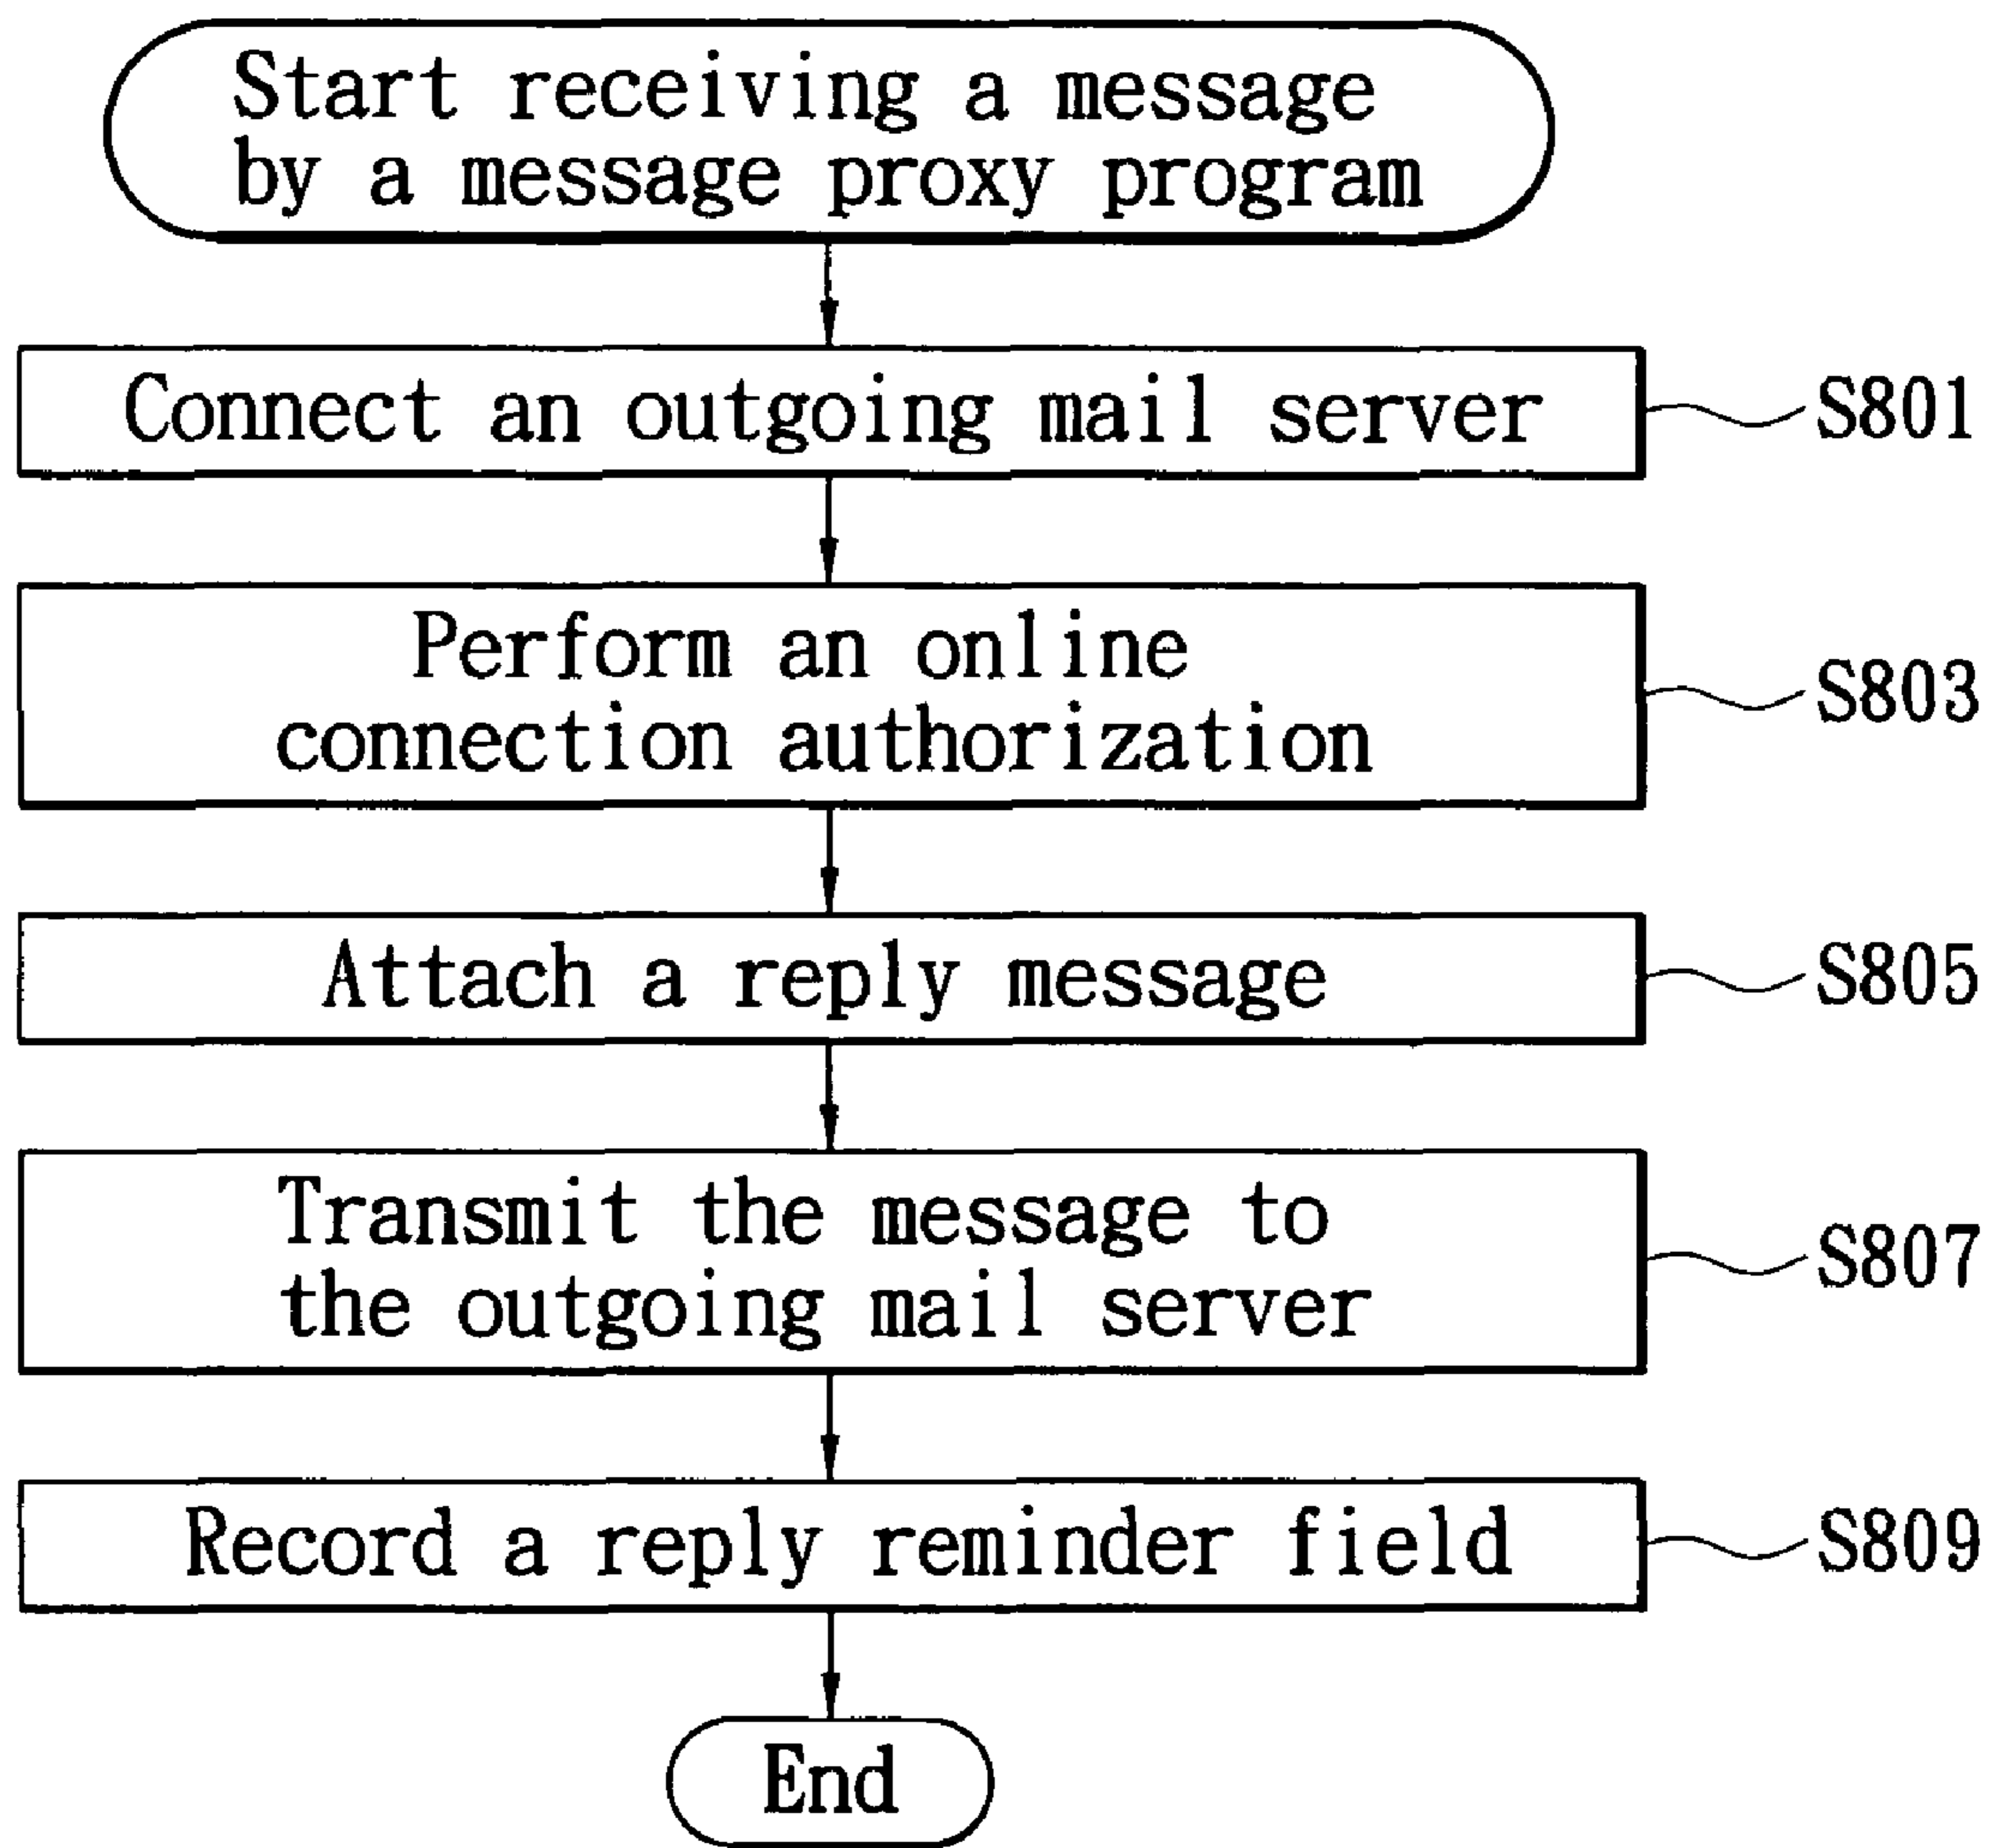 Start receiving a message
by a message proxy program
Connect an outgoing mail server
S801
Perform an online
connection authorization
S803
Attach a reply message
S805
Transmit the message to
the outgoing mail server
S807
Record a reply reminder field
S809
End